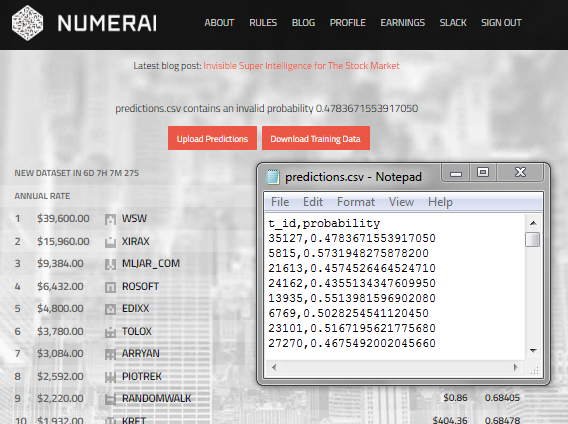 NUMERAI
ABOUT RULES BLOG PROFILE EARNINGS SLACK SIGN OUT
Latest blog post: Invisible Super Intelligence for The Stock Market
predictions.csv contains an invalid probability 0.4783671553917050
Upload Predictions Download Training Data
NEW DATASET IN 6D 7H 7M 27S
ANNUAL RATE
1 $39,600.00 WSW
2 $15,960.00 XIRAX
3 $9,384.00 MLJAR_COM
4 $6,432.00 ROSOFT
5 $4,800.00 EDIXX
6 $3,780.00 TOLOX
7 $3,084.00 ARRYAN
8 $2,592.00 PIOTREK
9 $2,220.00 RANDOMWALK $0.86 0.68405
10 $1,932.00 KRET $404.36 0.68478
predictions.csv - Notepad
File Edit Format View Help
t_id,probability
35127,0.4783671553917050
5815,0.5731948275878200
21613,0.4574526464524710
24162,0.4355134347609950
13935,0.5513981596902080
6769,0.5028254541120450
23101,0.5167195621775680
27270,0.4675492002045660